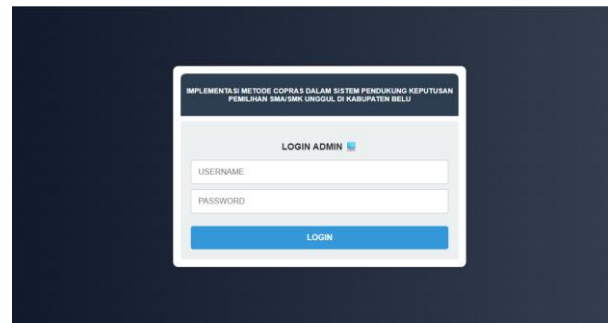 IMPLEMENTASI METODE COPRAS DALAM SISTEM PENDUKUNG KEPUTUSAN
PEMILIHAN SMA/SMK UNGGUL DI KABUPATEN BELU
LOGIN ADMIN
USERNAME
PASSWORD
LOGIN